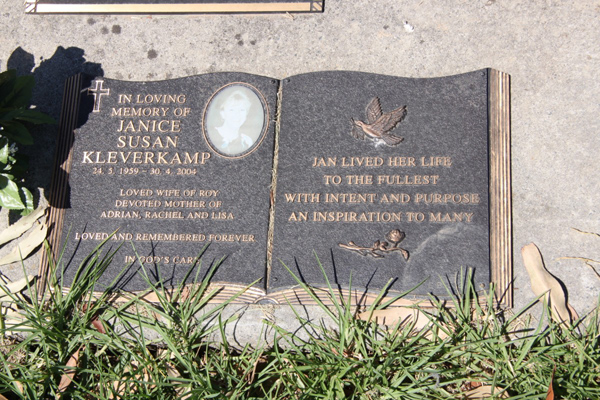 IN LOVING
MEMORY OF
JANICE
SUSAN
KLEVERKAMP
24. 5. 1959 – 30. 4. 2004
LOVED WIFE OF ROY
DEVOTED MOTHER OF
ADRIAN, RACHEL AND LISA
LOVED AND REMEMBERED FOREVER
IN GOD'S CARE
JAN LIVED HER LIFE
TO THE FULLEST
WITH INTENT AND PURPOSE
AN INSPIRATION TO MANY